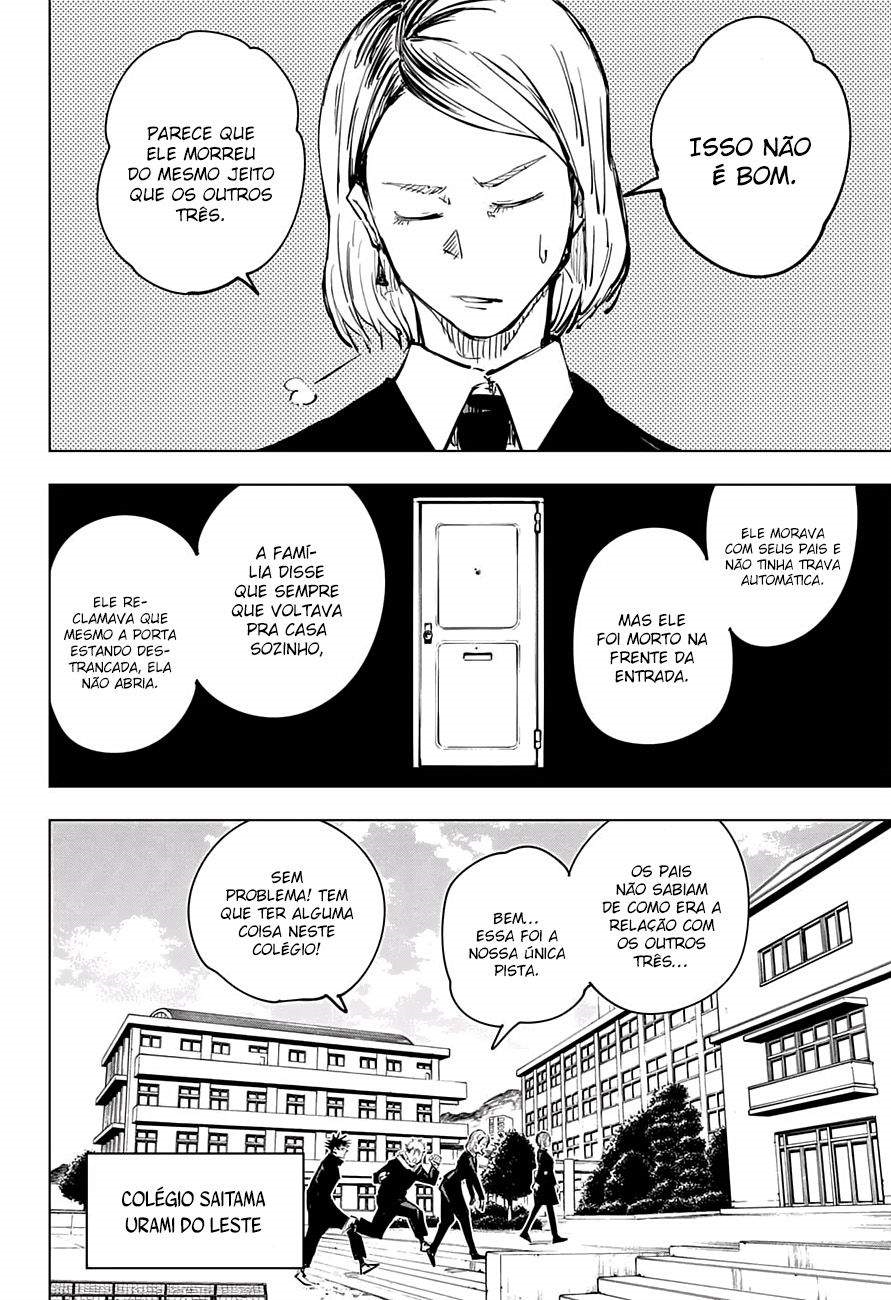 ISSO NÃO
É BOM.
PARECE QUE
ELE MORREU
DO MESMO JEITO
QUE OS OUTROS
TRÊS.
ELE MORAVA
COM SEUS PAIS E
NÃO TINHA TRAVA
AUTOMÁTICA.
MAS ELE
FOI MORTO NA
FRENTE DA
ENTRADA.
A FAMÍ-
LIA DISSE
QUE SEMPRE
QUE VOLTAVA
PRA CASA
SOZINHO,
ELE RE-
CLAMAVA QUE
MESMO A PORTA
ESTANDO DES-
TRANCADA, ELA
NÃO ABRIA.
OS PAIS
NÃO SABIAM
DE COMO ERA A
RELAÇÃO COM
OS OUTROS
TRÊS...
BEM...
ESSA FOI A
NOSSA ÚNICA
PISTA.
SEM
PROBLEMA! TEM
QUE TER ALGUMA
COISA NESTE
COLÉGIO!
COLÉGIO SAITAMA
URAMI DO LESTE